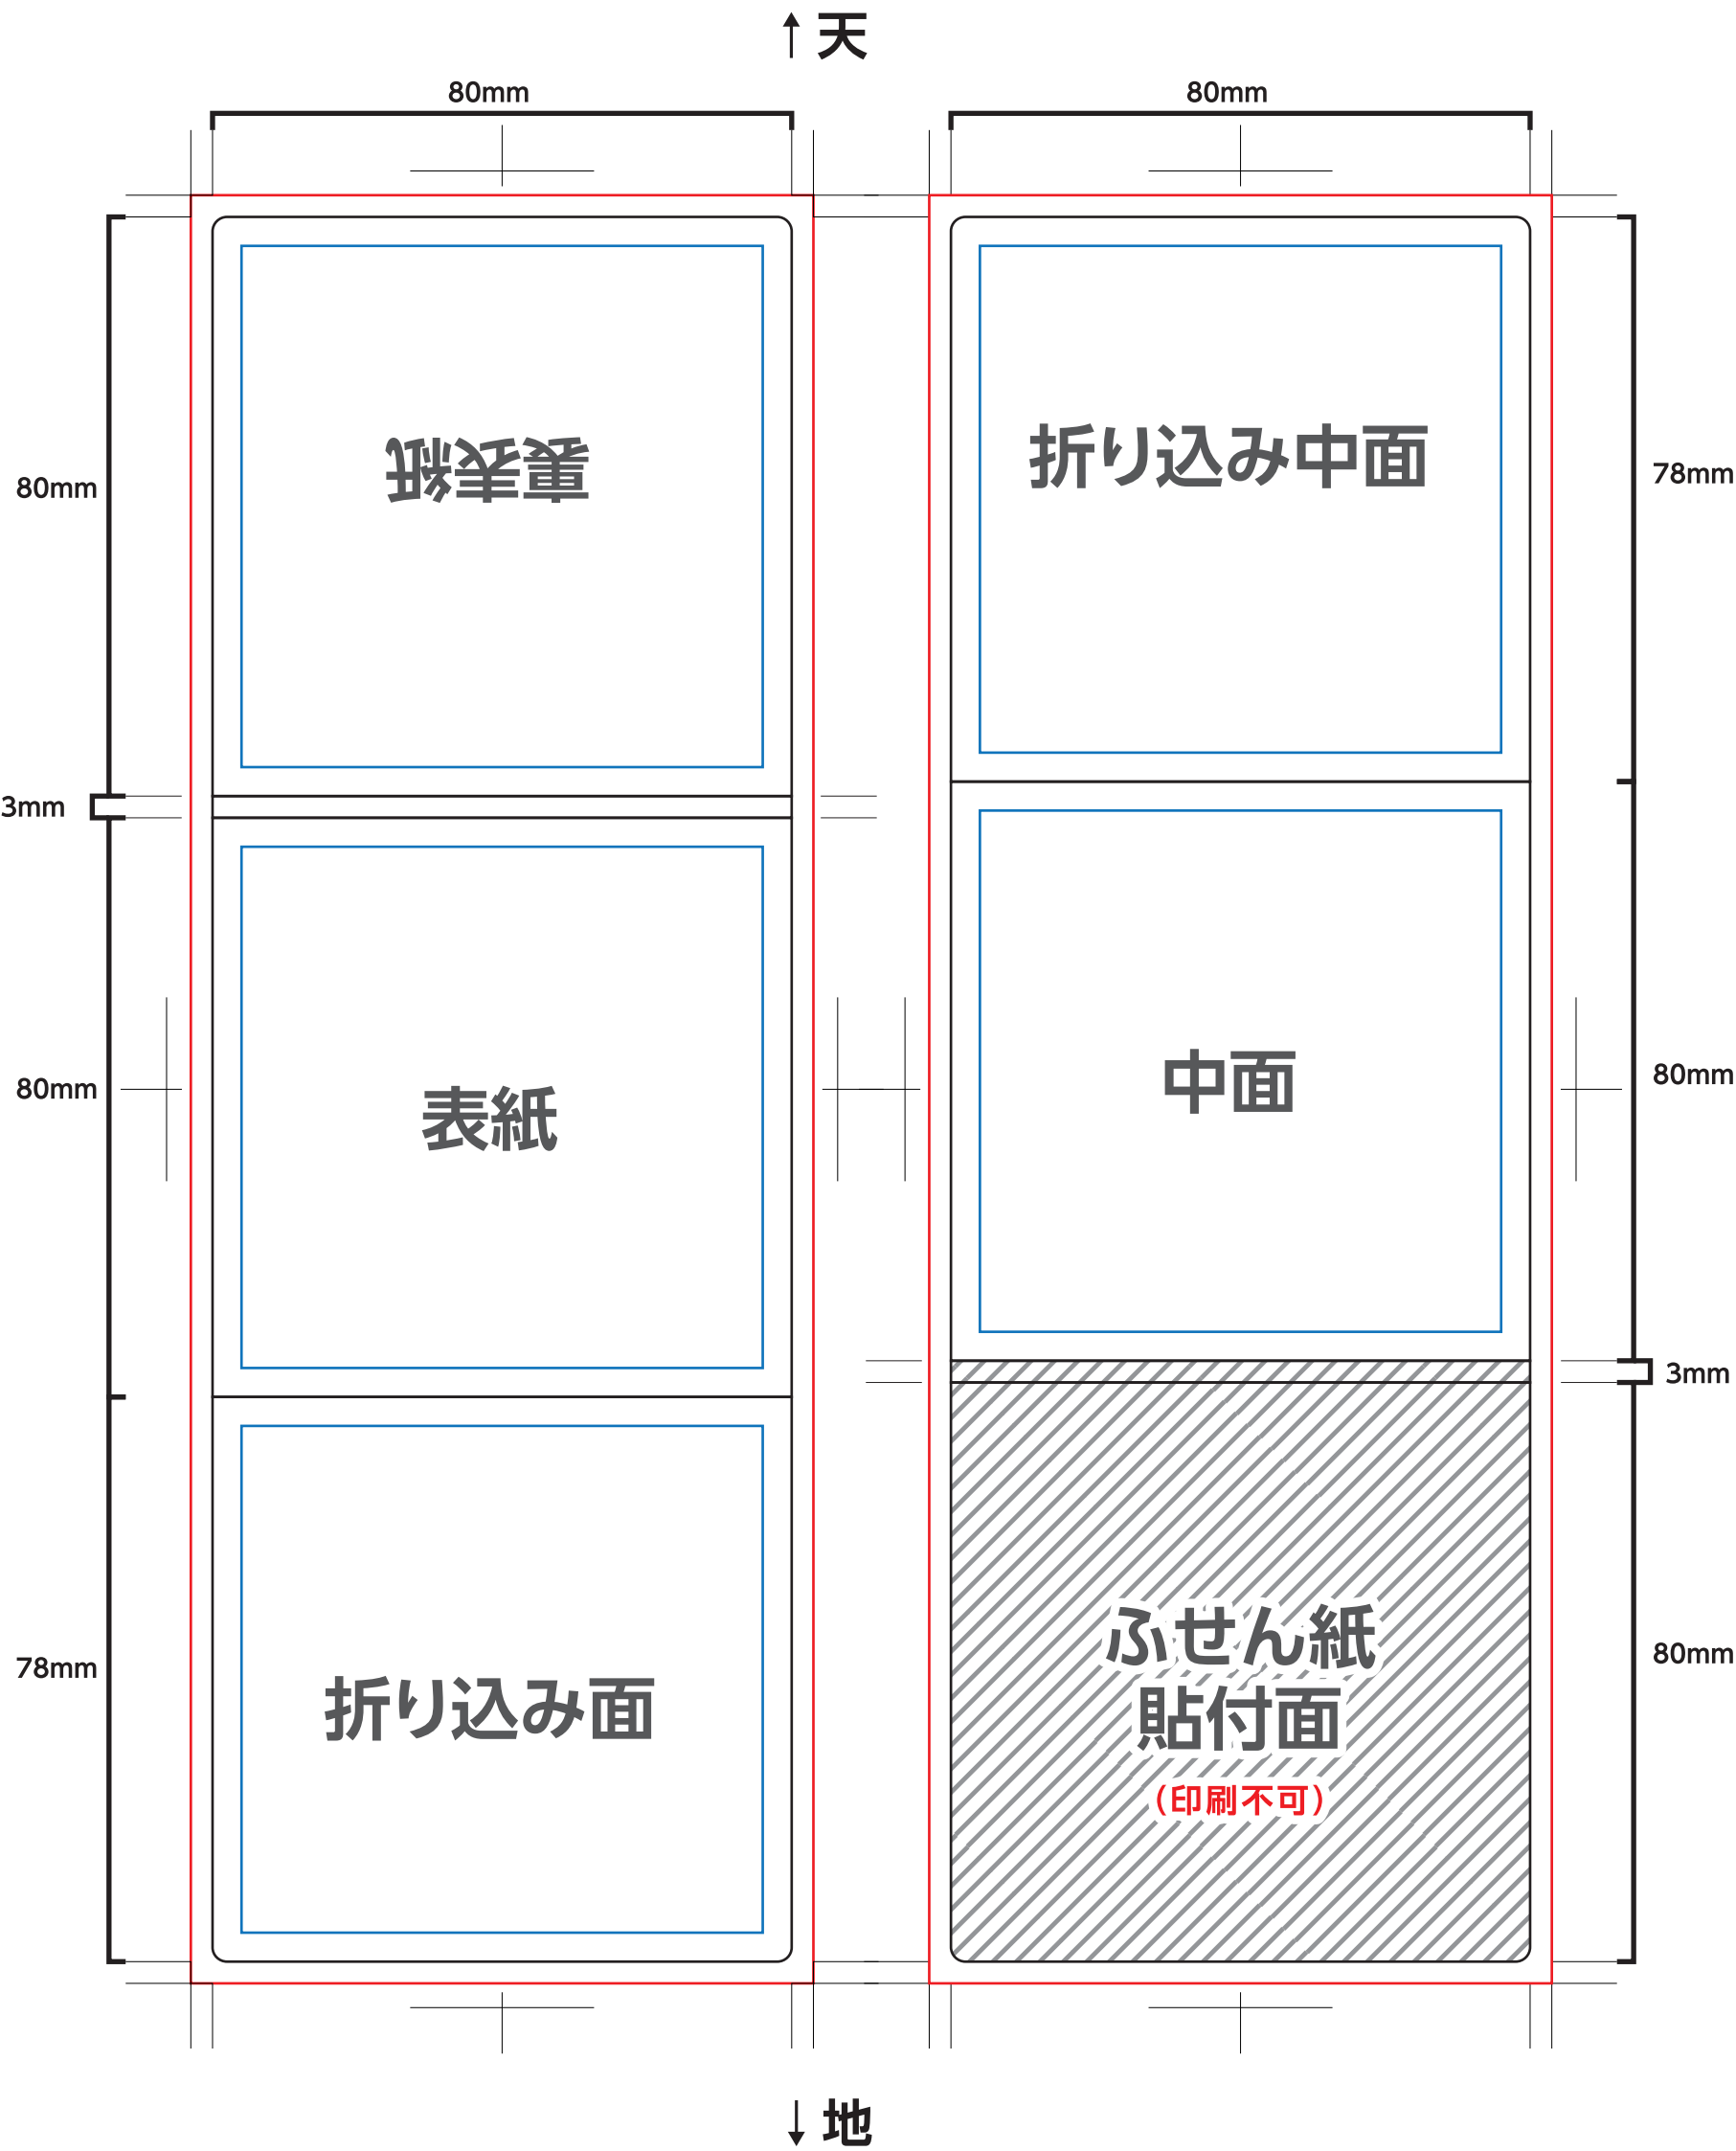 ↑ 天
80mm
80mm
裏表紙
折り込み中面
80mm
78mm
3mm
表紙
中面
80mm
80mm
3mm
折り込み面
ふせん紙
貼付面
(印刷不可)
78mm
80mm
↓ 地